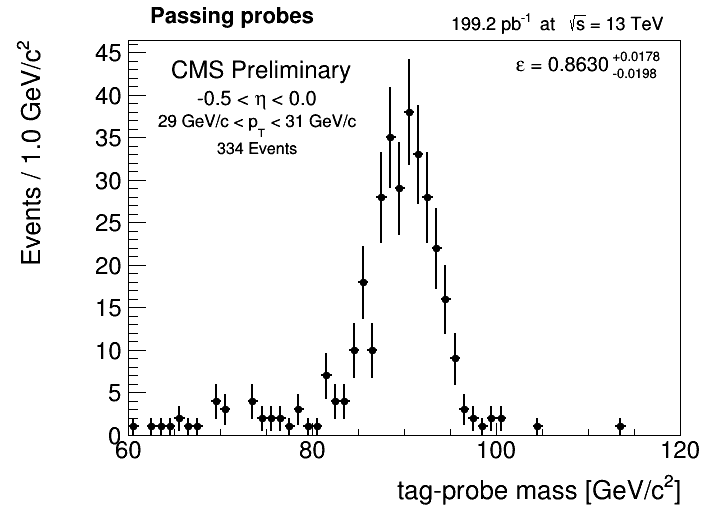 Passing probes
199.2 pb⁻¹ at √s = 13 TeV
CMS Preliminary
-0.5 < η < 0.0
29 GeV/c < p_T < 31 GeV/c
334 Events
ε = 0.8630 +0.0178 -0.0198
Events / 1.0 GeV/c²
45
40
35
30
25
20
15
10
5
0
60 80 100 120
tag-probe mass [GeV/c²]